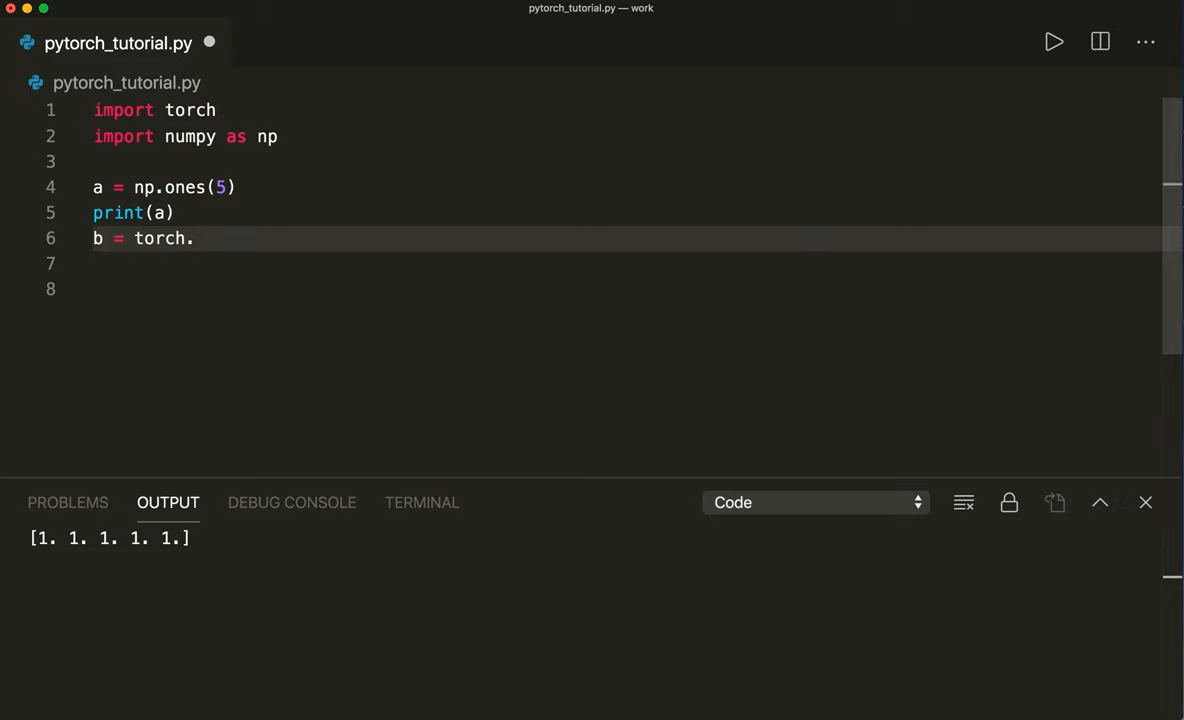 pytorch_tutorial.py — work
pytorch_tutorial.py
pytorch_tutorial.py
1 import torch
2 import numpy as np
3
4 a = np.ones(5)
5 print(a)
6 b = torch.
7
8
PROBLEMS OUTPUT DEBUG CONSOLE TERMINAL Code
[1. 1. 1. 1. 1.]